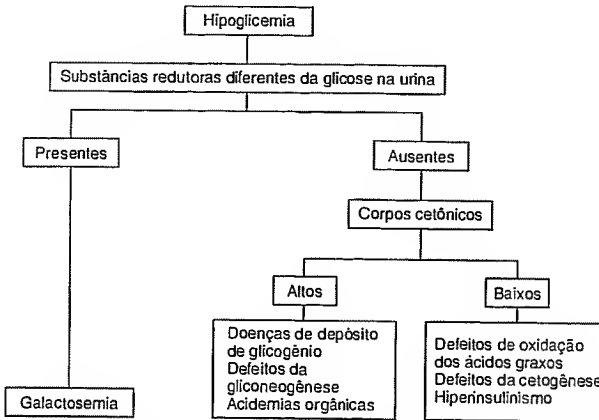 Hipoglicemia
Substâncias redutoras diferentes da glicose na urina
Presentes
Ausentes
Corpos cetônicos
Altos
Baixos
Doenças de depósito
de glicogênio
Defeitos da
gliconeogênese
Acidemias orgânicas
Defeitos de oxidação
dos ácidos graxos
Defeitos da cetogênese
Hiperinsulinismo
Galactosemia